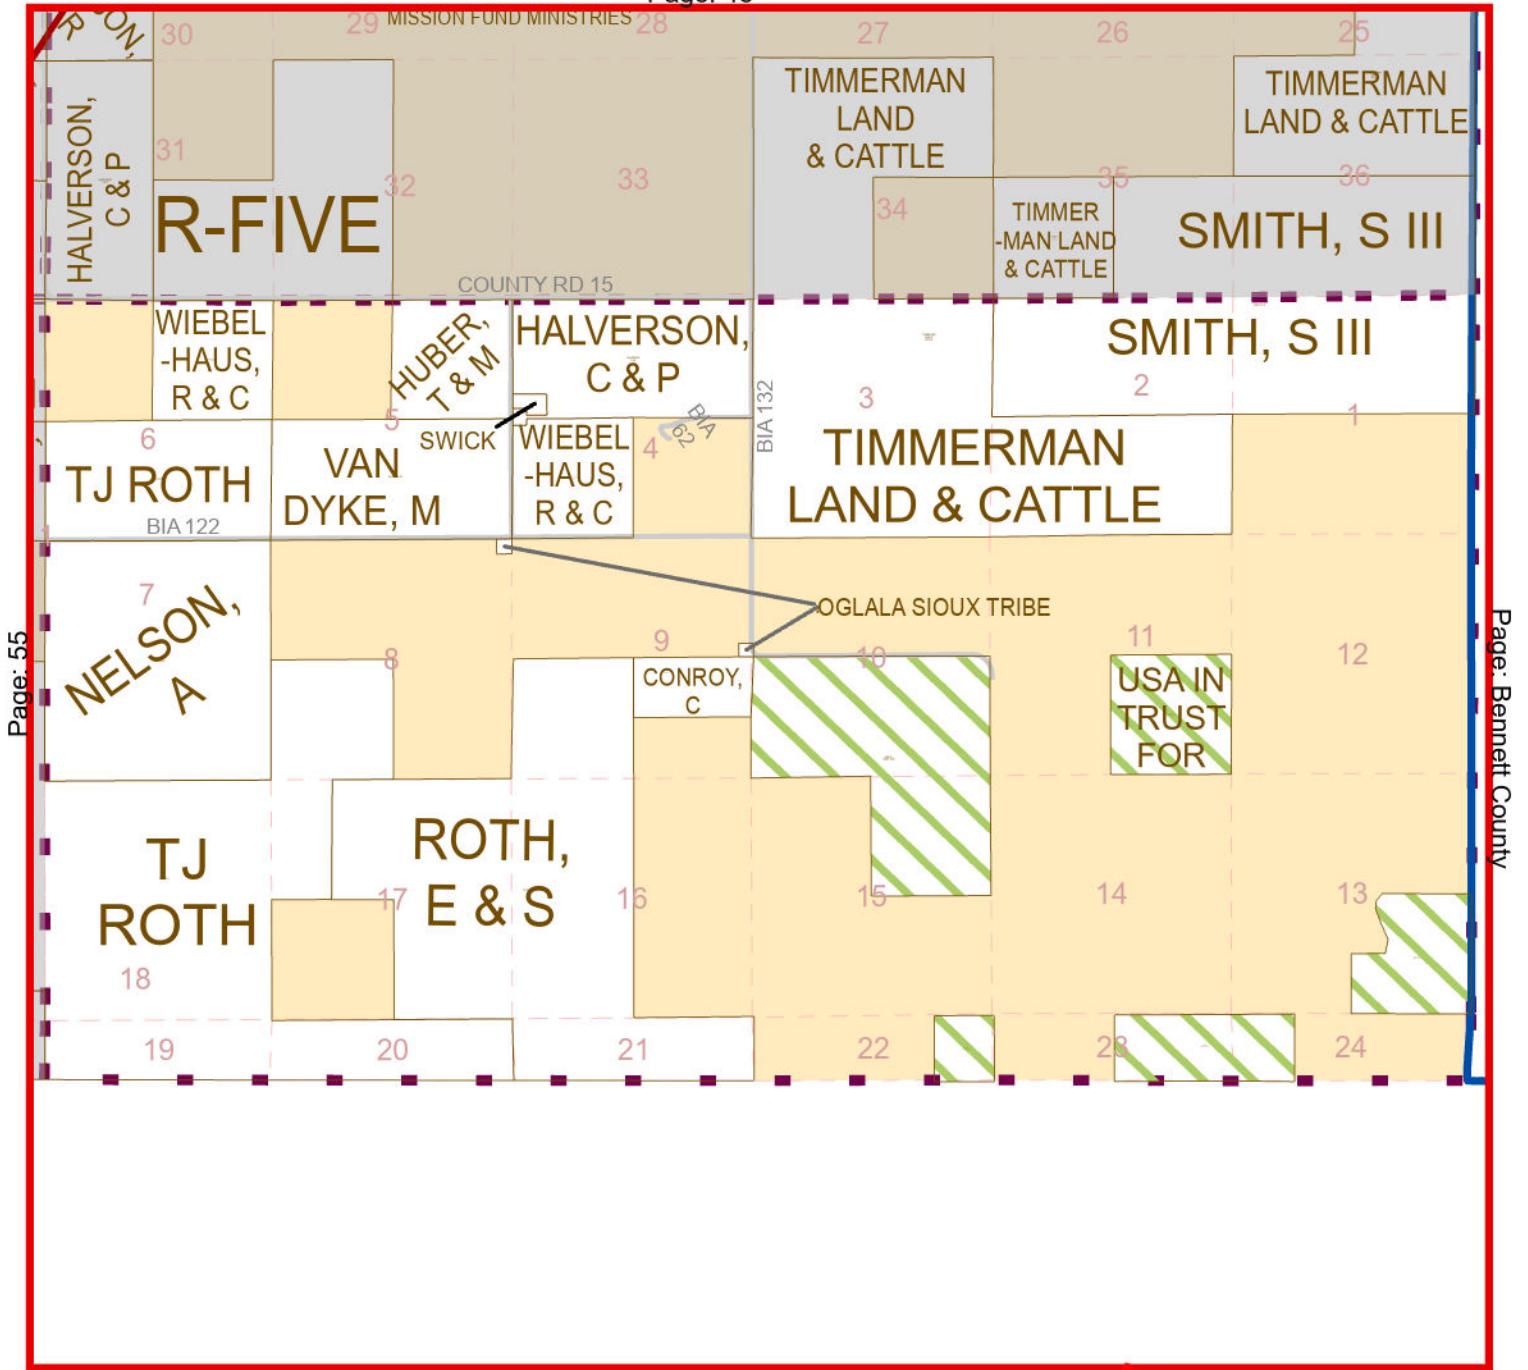 MISSION FUND MINISTRIES
30
29
28
27
26
25
HALVERSON,
C & P
31
R-FIVE
32
33
TIMMERMAN
LAND
& CATTLE
34
35
TIMMER
-MAN LAND
& CATTLE
TIMMERMAN
LAND & CATTLE
36
SMITH, S III
COUNTY RD 15
WIEBEL
-HAUS,
R & C
HUBER,
T & M
5
HALVERSON,
C & P
SWICK
WIEBEL
-HAUS,
R & C
4
BIA
62
BIA 132
3
SMITH, S III
2
1
TIMMERMAN
LAND & CATTLE
6
TJ ROTH
VAN
DYKE, M
BIA 122
7
NELSON,
A
8
9
OGLALA SIOUX TRIBE
CONROY,
C
10
11
USA IN
TRUST
FOR
12
Page: 55
Page: Bennett County
TJ
ROTH
ROTH,
E & S
17
16
15
14
13
18
19
20
21
22
23
24